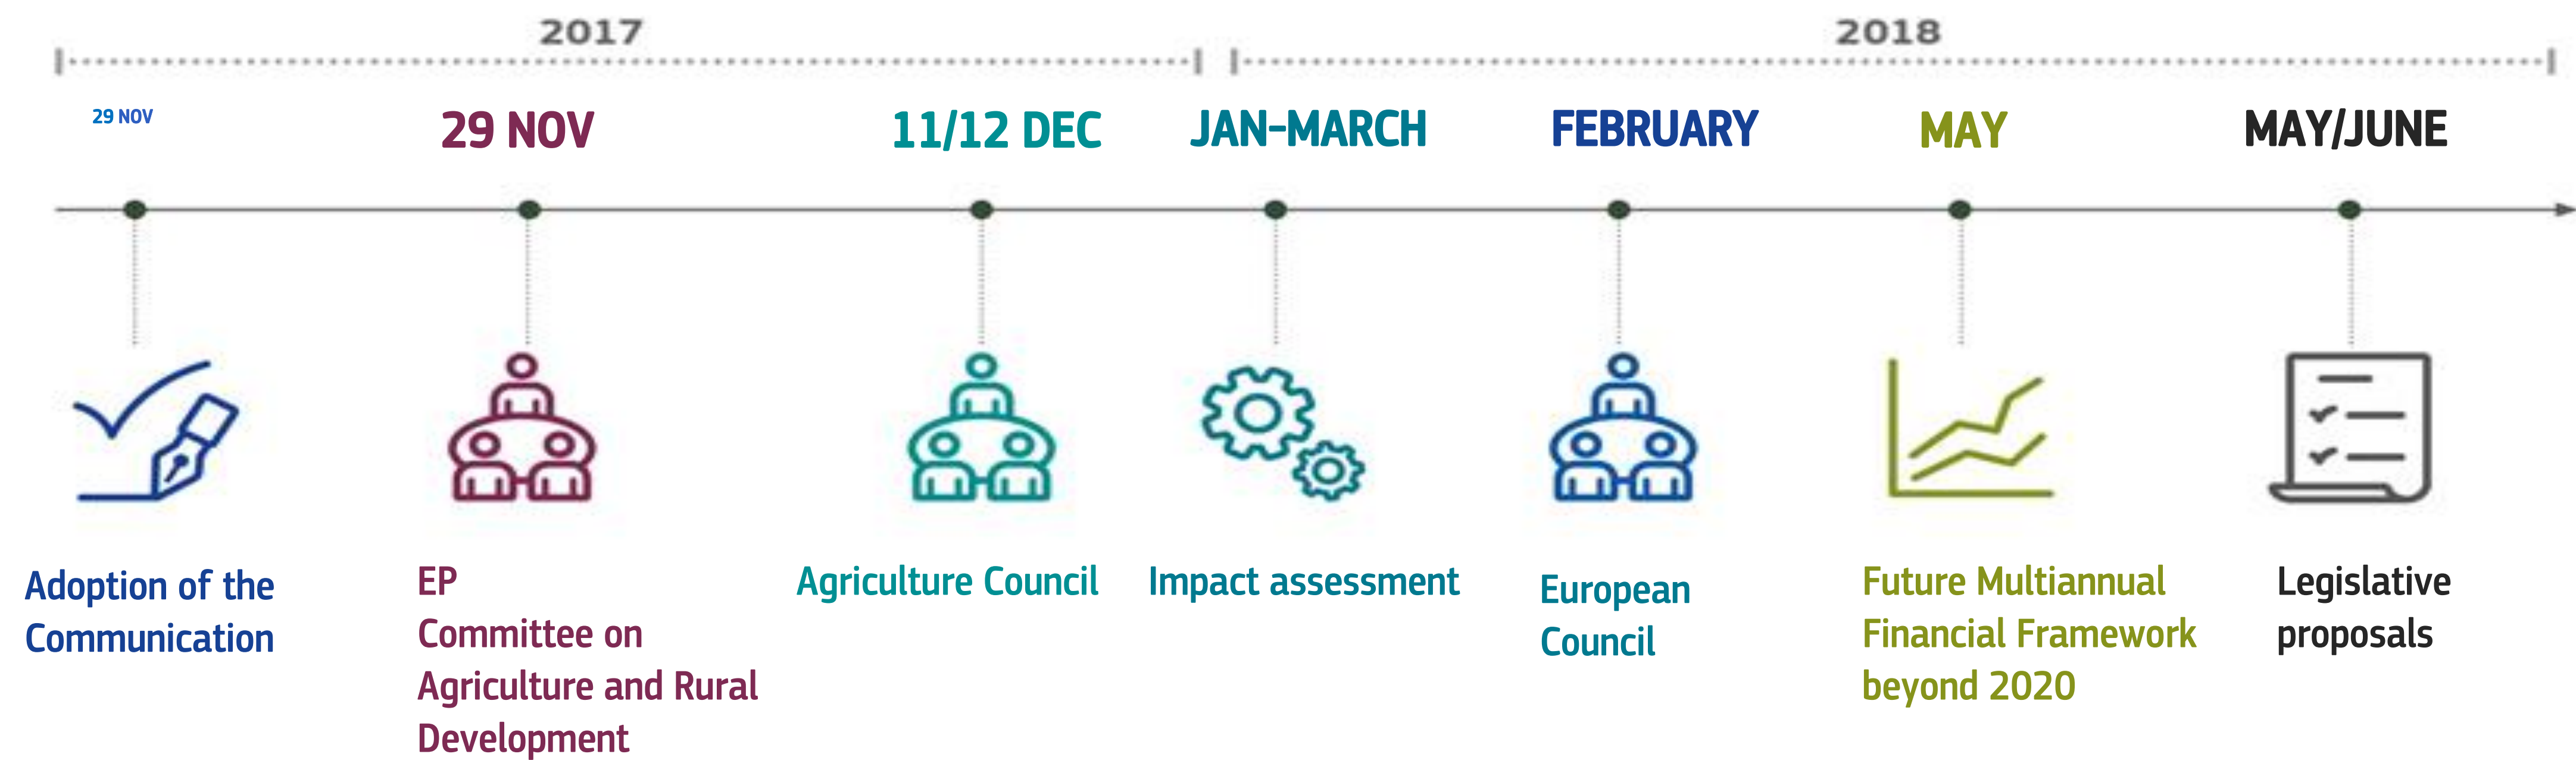 2017
2018
29 NOV
29 NOV
11/12 DEC
JAN-MARCH
FEBRUARY
MAY
MAY/JUNE
Adoption of the
Communication
EP
Committee on
Agriculture and Rural
Development
Agriculture Council
Impact assessment
European
Council
Future Multiannual
Financial Framework
beyond 2020
Legislative
proposals